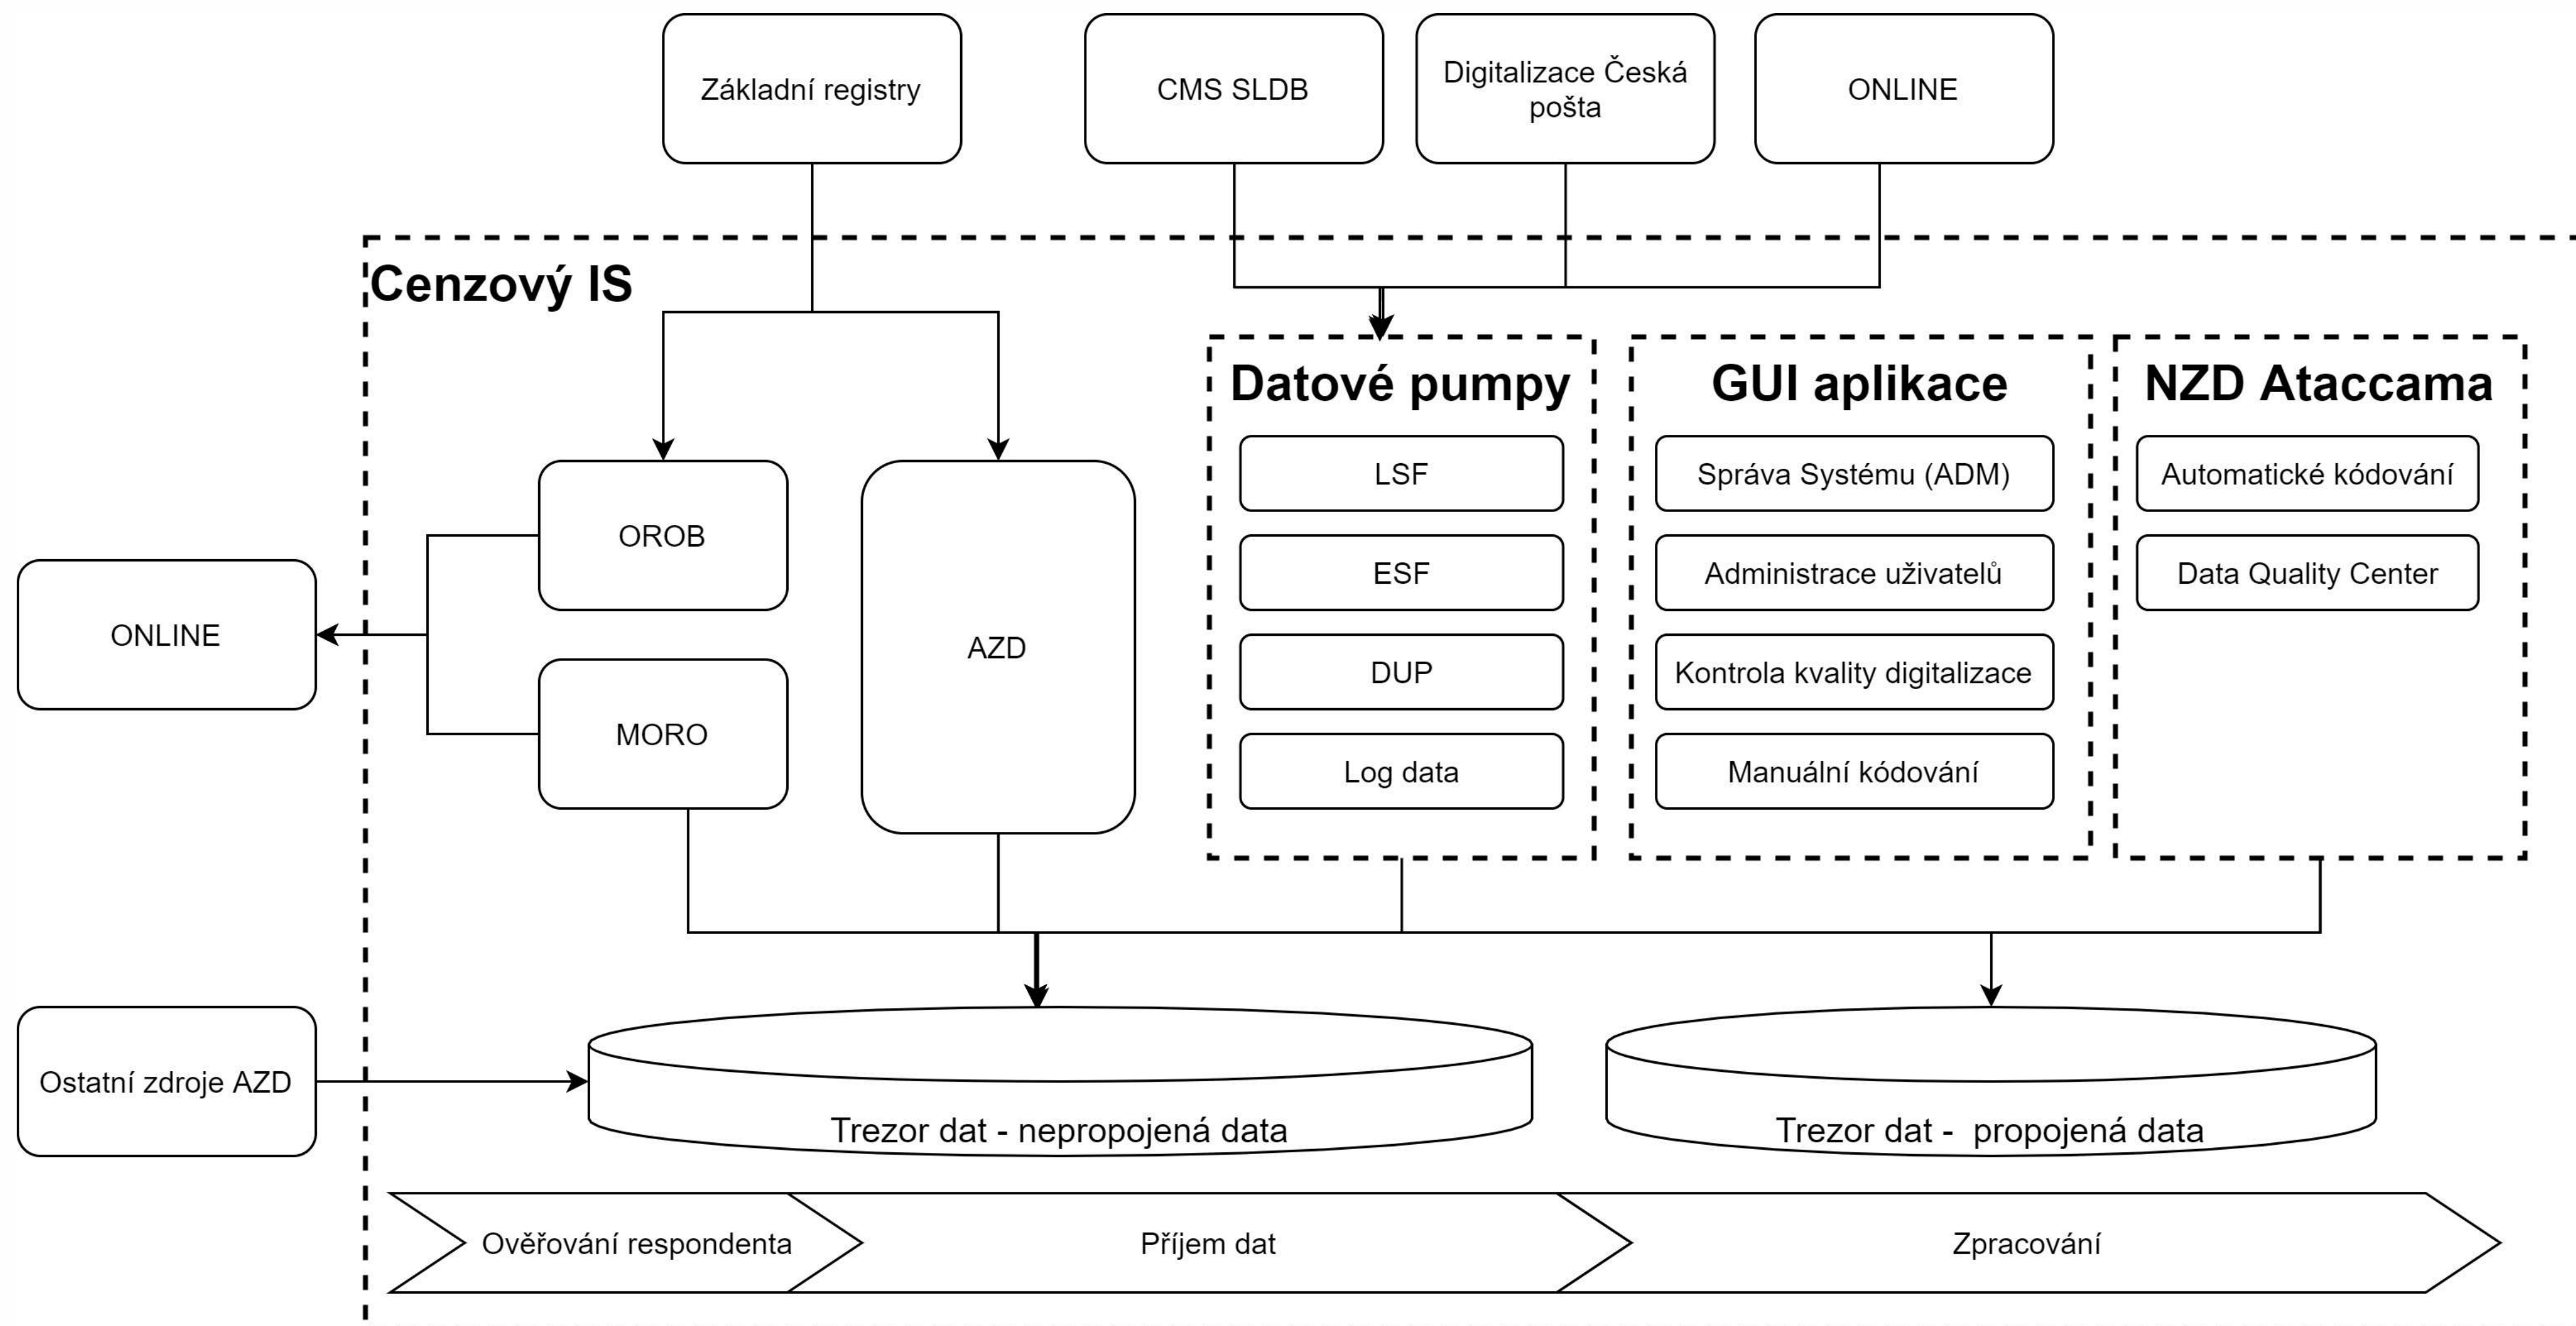 Základní registry
CMS SLDB
Digitalizace Česká
pošta
ONLINE
Cenzový IS
Datové pumpy
GUI aplikace
NZD Ataccama
LSF
Správa Systému (ADM)
Automatické kódování
OROB
ESF
Administrace uživatelů
Data Quality Center
ONLINE
AZD
DUP
Kontrola kvality digitalizace
MORO
Log data
Manuální kódování
Ostatní zdroje AZD
Trezor dat - nepropojená data
Trezor dat - propojená data
Ověřování respondenta
Příjem dat
Zpracování